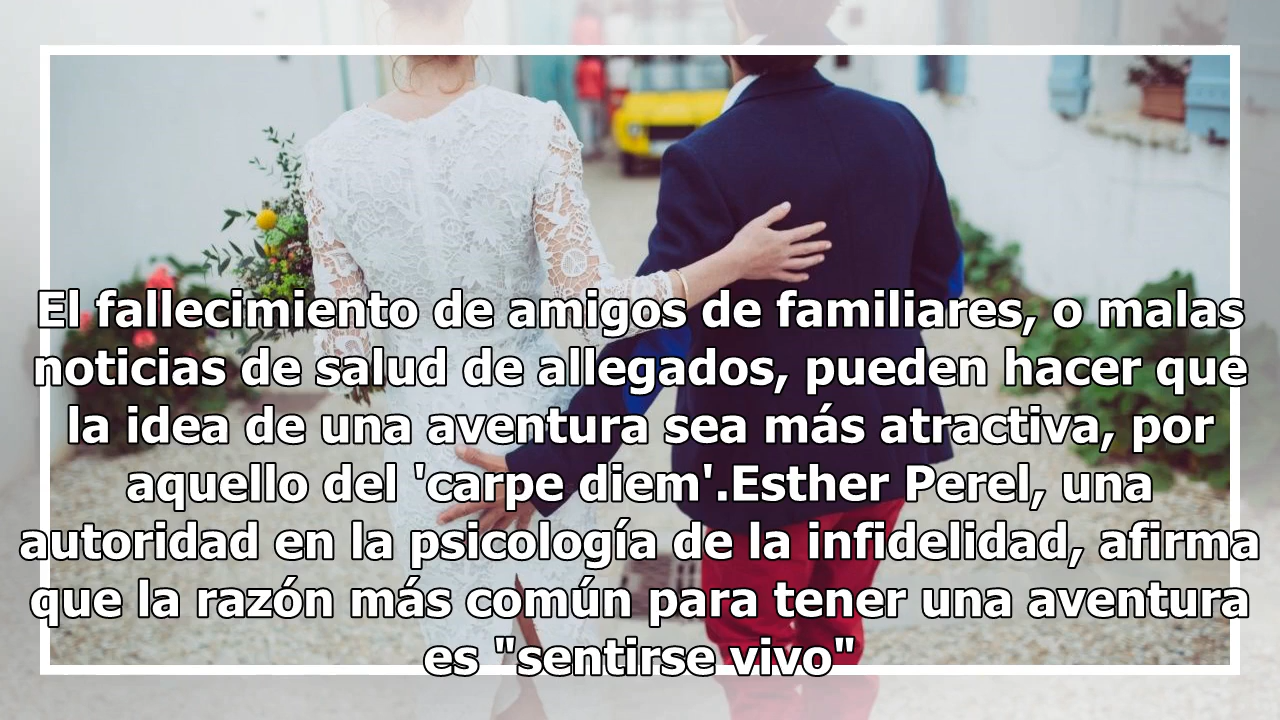 El fallecimiento de amigos de familiares, o malas
noticias de salud de allegados, pueden hacer que
la idea de una aventura sea más atractiva, por
aquello del 'carpe diem'.Esther Perel, una
autoridad en la psicología de la infidelidad, afirma
que la razón más común para tener una aventura
es "sentirse vivo"